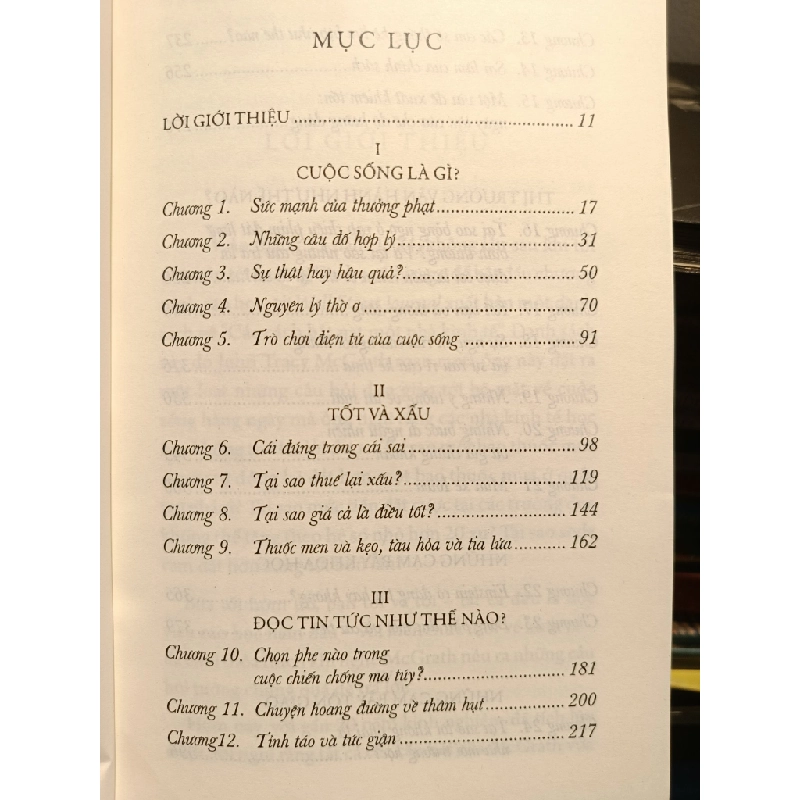 MỤC LỤC
LỜI GIỚI THIỆU ........ 11
I
CUỘC SỐNG LÀ GÌ?
Chương 1. Sức mạnh của thưởng phạt ........ 17
Chương 2. Những câu đố hợp lý ........ 31
Chương 3. Sự thật hay hậu quả? ........ 50
Chương 4. Nguyên lý thờ ơ ........ 70
Chương 5. Trò chơi điện tử của cuộc sống ........ 91
II
TỐT VÀ XẤU
Chương 6. Cái đúng trong cái sai ........ 98
Chương 7. Tại sao thuế lại xấu? ........ 119
Chương 8. Tại sao giá cả là điều tốt? ........ 144
Chương 9. Thuốc men và kẹo, tàu hỏa và tia lửa ........ 162
III
ĐỌC TIN TỨC NHƯ THẾ NÀO?
Chương 10. Chọn phe nào trong
cuộc chiến chống ma túy? ........ 181
Chương 11. Chuyện hoang đường về thâm hụt ........ 200
Chương12. Tỉnh táo và tức giận ........ 217